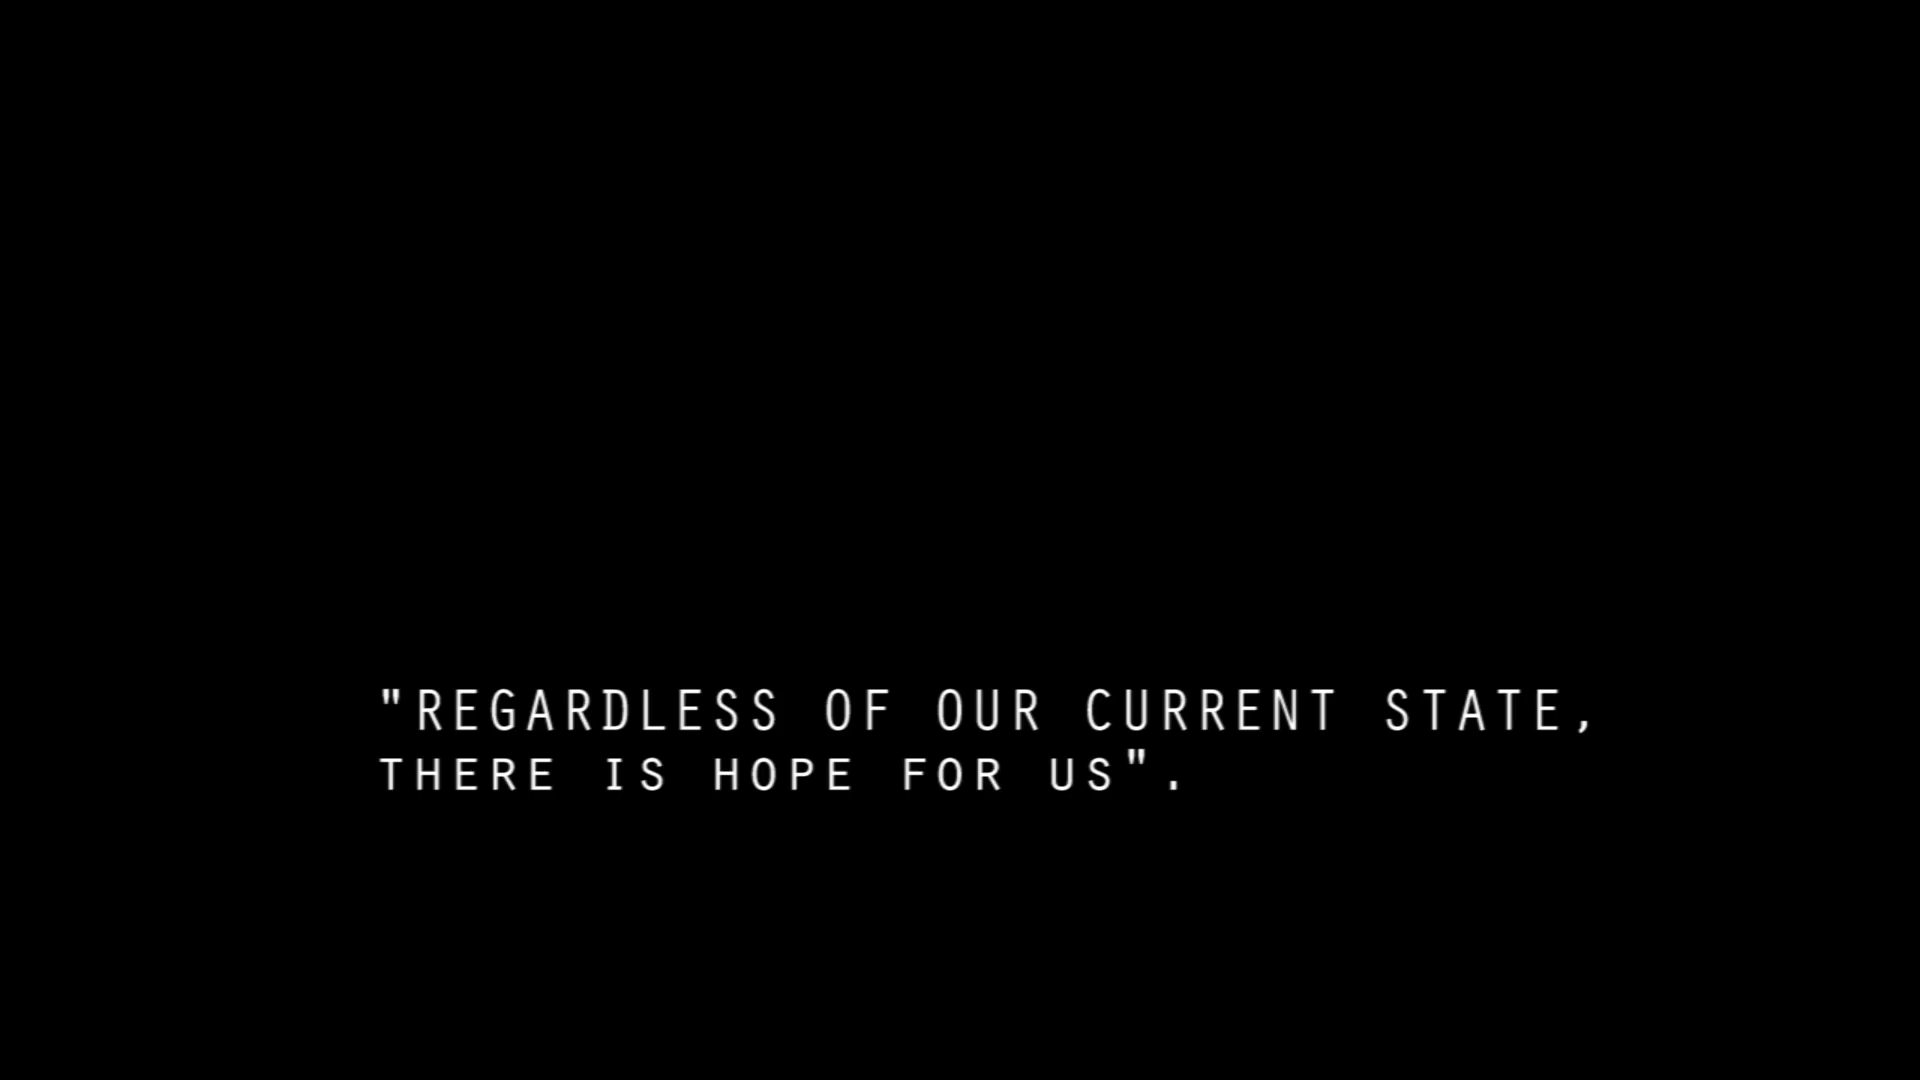 "REGARDLESS OF OUR CURRENT STATE,
THERE IS HOPE FOR US".